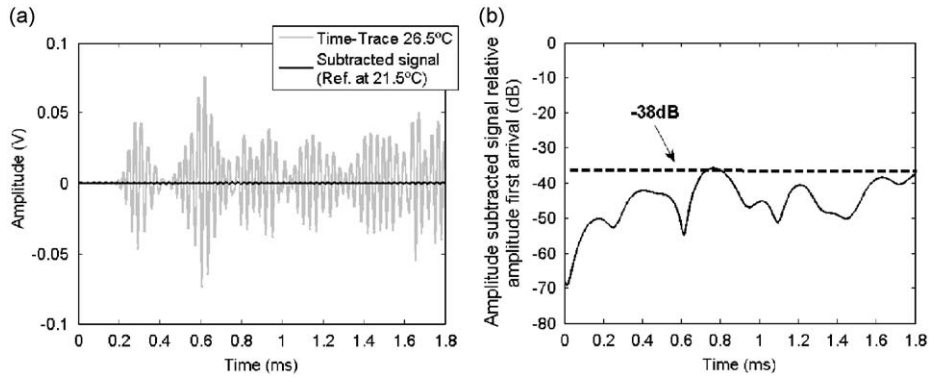 (a)
0.1
0.05
0
-0.05
-0.1
Amplitude (V)
Time-Trace 26.5ºC
Subtracted signal
(Ref. at 21.5ºC)
0 0.2 0.4 0.6 0.8 1 1.2 1.4 1.6 1.8
Time (ms)
(b)
0
-10
-20
-30
-40
-50
-60
-70
-80
Amplitude subtracted signal relative
amplitude first arrival (dB)
-38dB
0 0.2 0.4 0.6 0.8 1 1.2 1.4 1.6 1.8
Time (ms)